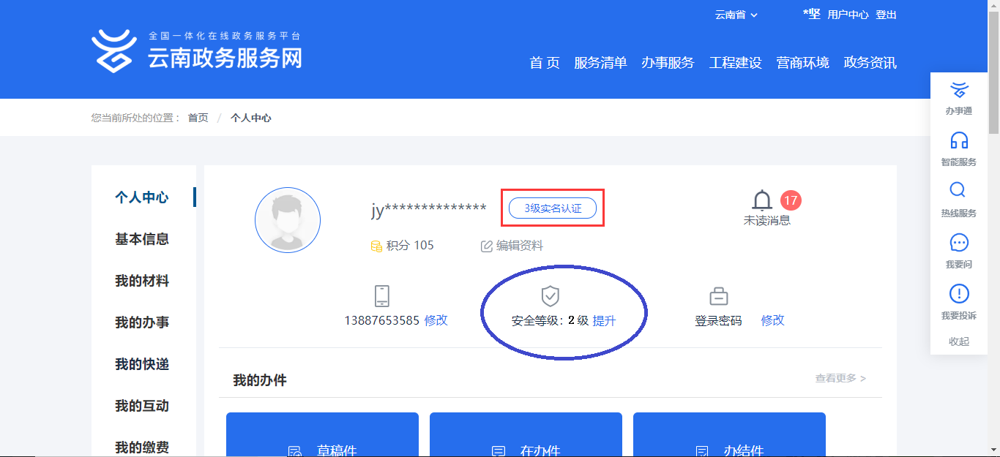 云南省
*坚 用户中心 登出
全国一体化在线政务服务平台
云南政务服务网
首 页 服务清单 办事服务 工程建设 营商环境 政务资讯
您当前所处的位置： 首页 / 个人中心
办事通
智能服务
热线服务
我要问
我要投诉
收起
个人中心
基本信息
我的材料
我的办事
我的快递
我的互动
我的缴费
jy************** 3级实名认证
17
未读消息
积分 105 编辑资料
13887653585 修改
安全等级：2 级 提升
登录密码 修改
我的办件
查看更多 >
草稿件
在办件
办结件